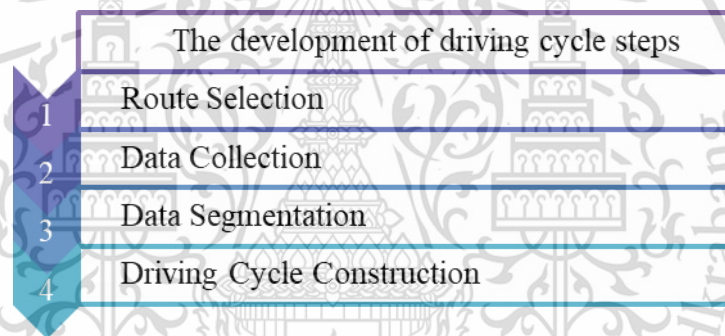 The development of driving cycle steps
1 Route Selection
2 Data Collection
3 Data Segmentation
4 Driving Cycle Construction